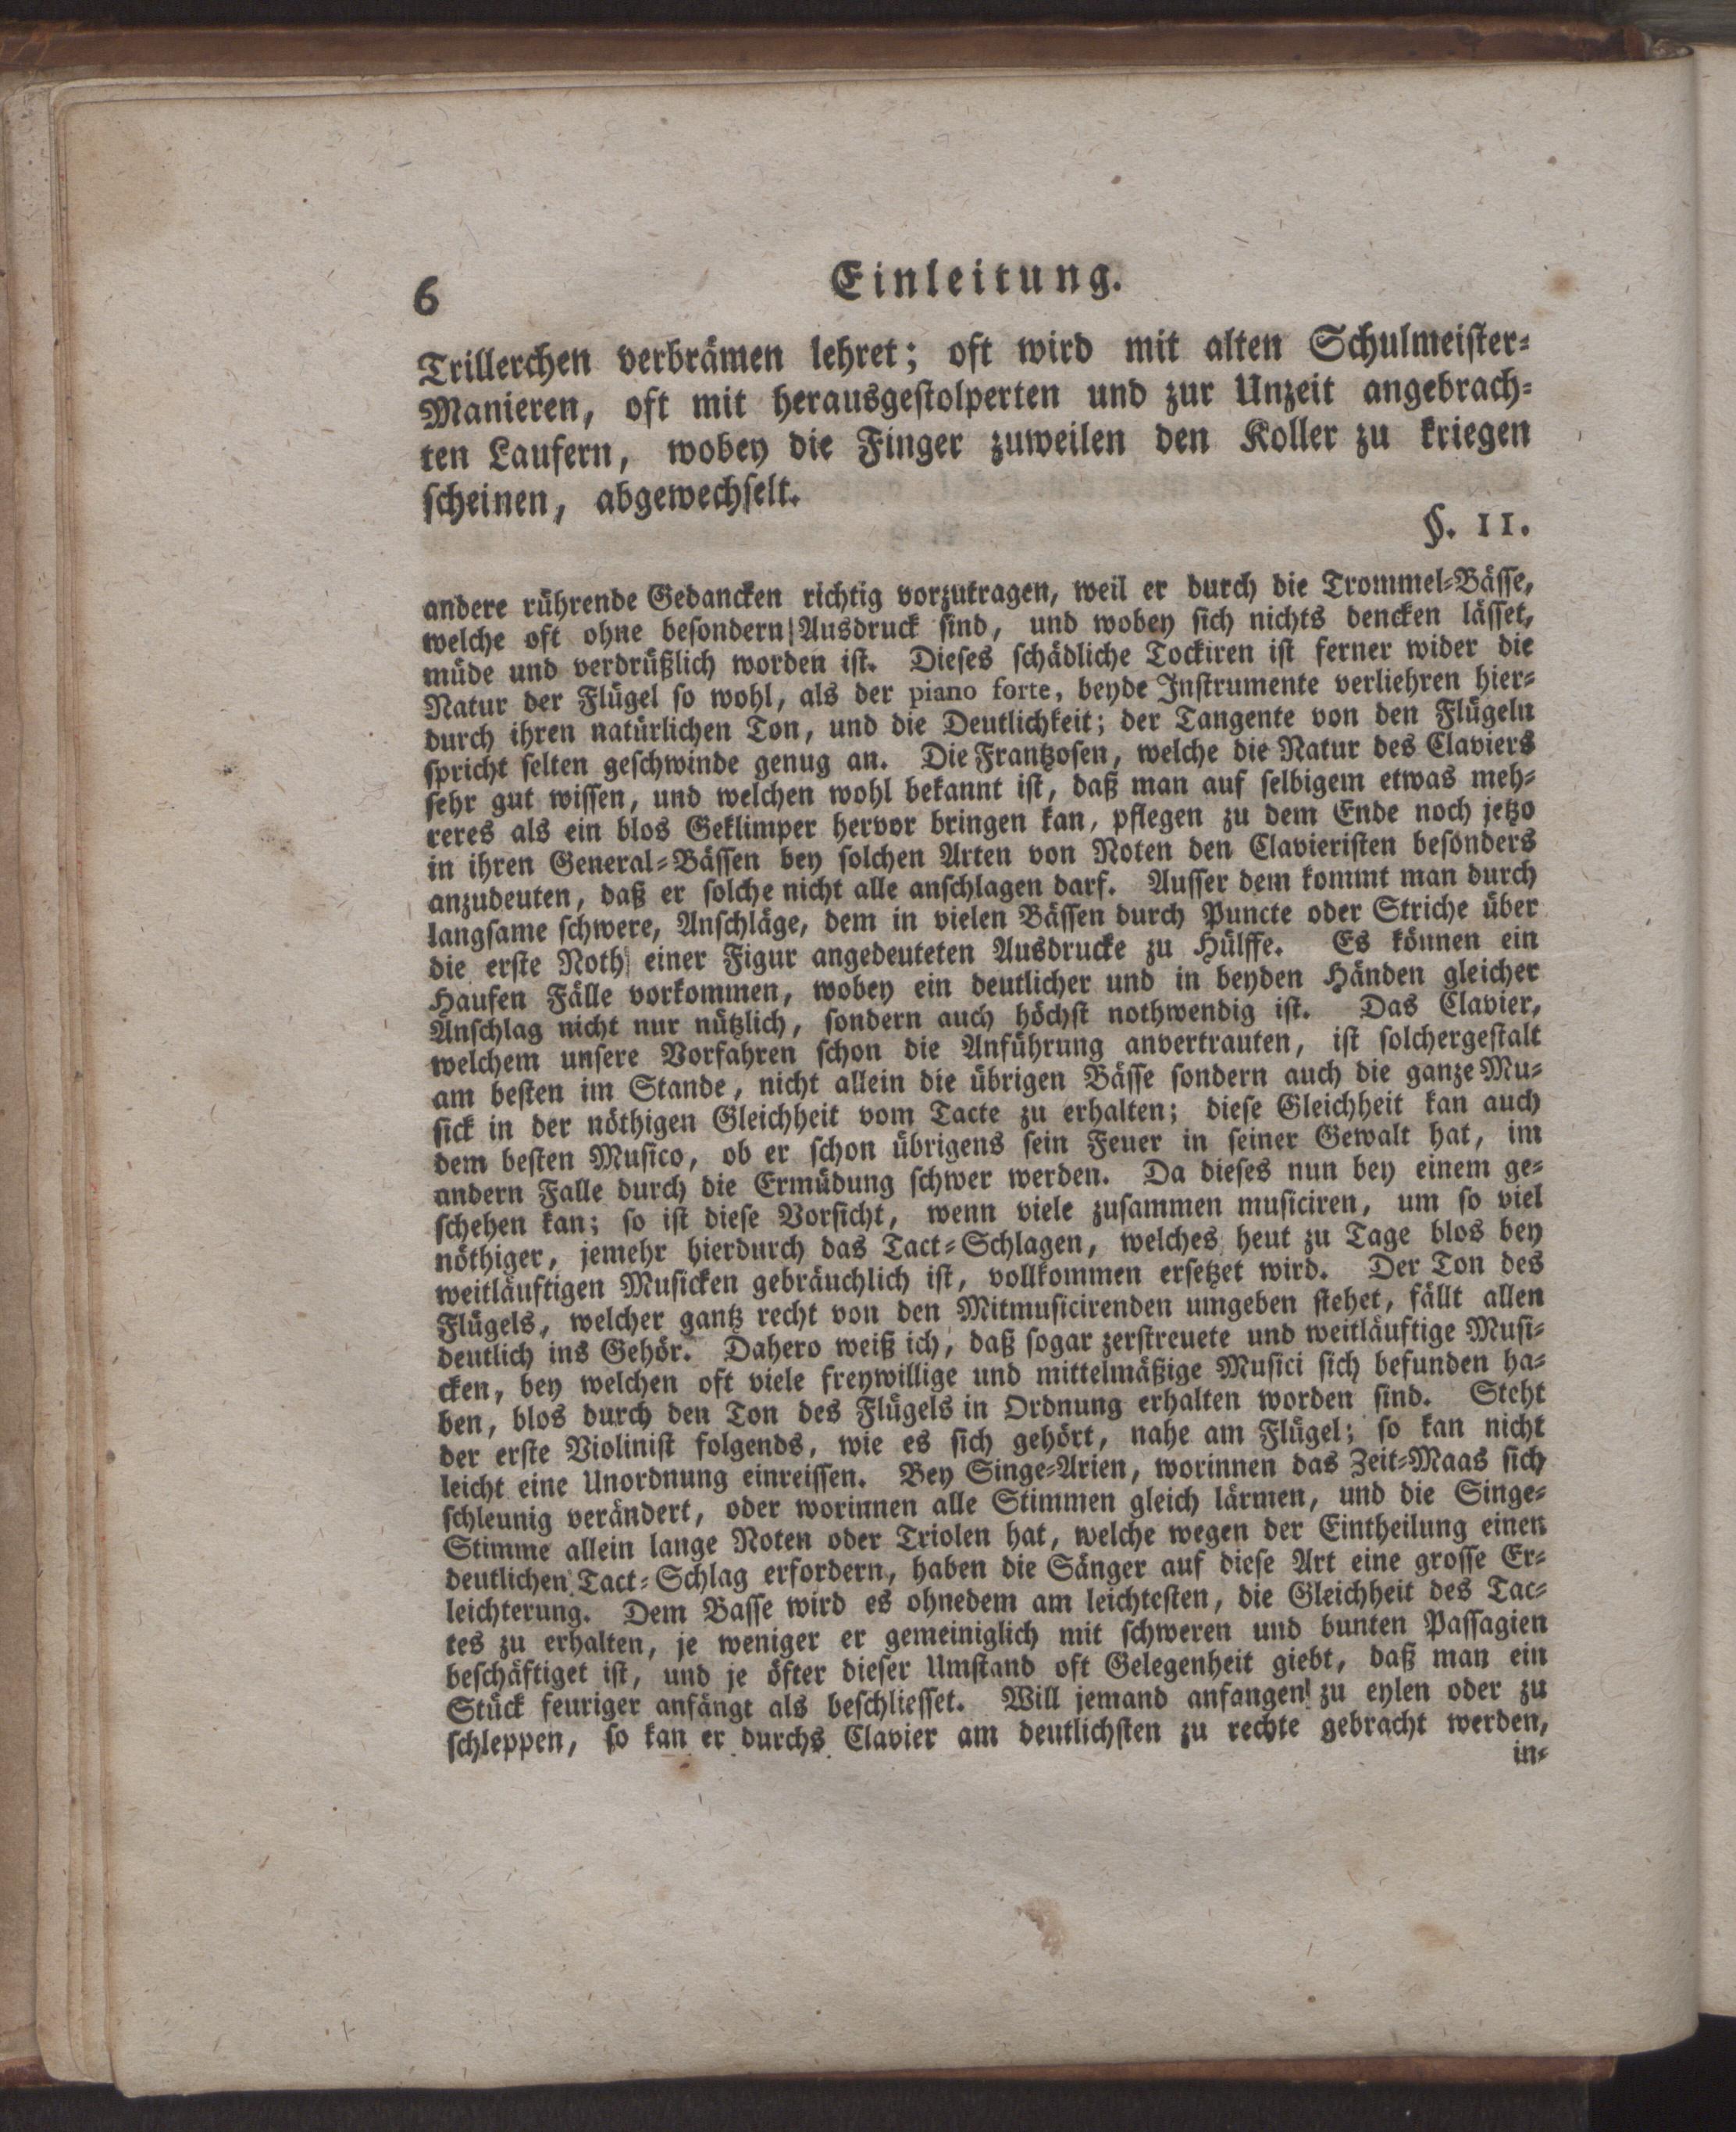 6
Einleitung.
Trillerchen verbrämen lehret; oft wird mit alten Schulmeister-
Manieren, oft mit herausgestolperten und zur Unzeit angebrach-
ten Laufern, wobey die Finger zuweilen den Koller zu kriegen
scheinen, abgewechselt.
§. 11.
andere rührende Gedancken richtig vorzutragen, weil er durch die Trommel-Bässe,
welche oft ohne besondern Ausdruck sind, und wobey sich nichts dencken lässet,
müde und verdrüßlich worden ist. Dieses schädliche Tockiren ist ferner wider die
Natur der Flügel so wohl, als der piano forte, beyde Instrumente verliehren hier-
durch ihren natürlichen Ton, und die Deutlichkeit; der Tangente von den Flügeln
spricht selten geschwinde genug an. Die Frantzosen, welche die Natur des Claviers
sehr gut wissen, und welchen wohl bekannt ist, daß man auf selbigem etwas meh-
reres als ein blos Geklimper hervor bringen kan, pflegen zu dem Ende noch jetzo
in ihren General-Bässen bey solchen Arten von Noten den Clavieristen besonders
anzudeuten, daß er solche nicht alle anschlagen darf. Ausser dem kommt man durch
langsame schwere, Anschläge, dem in vielen Bässen durch Puncte oder Striche über
die erste Noth einer Figur angedeuteten Ausdrucke zu Hülffe. Es können ein
Haufen Fälle vorkommen, wobey ein deutlicher und in beyden Händen gleicher
Anschlag nicht nur nützlich, sondern auch höchst nothwendig ist. Das Clavier,
welchem unsere Vorfahren schon die Anführung anvertrauten, ist solchergestalt
am besten im Stande, nicht allein die übrigen Bässe sondern auch die ganze Mu-
sick in der nöthigen Gleichheit vom Tacte zu erhalten; diese Gleichheit kan auch
dem besten Musico, ob er schon übrigens sein Feuer in seiner Gewalt hat, im
andern Falle durch die Ermüdung schwer werden. Da dieses nun bey einem ge-
schehen kan; so ist diese Vorsicht, wenn viele zusammen musiciren, um so viel
nöthiger, jemehr hierdurch das Tact-Schlagen, welches heut zu Tage blos bey
weitläuftigen Musicken gebräuchlich ist, vollkommen ersetzet wird. Der Ton des
Flügels, welcher gantz recht von den Mitmusicirenden umgeben stehet, fällt allen
deutlich ins Gehör. Dahero weiß ich, daß sogar zerstreuete und weitläuftige Musi-
cken, bey welchen oft viele freywillige und mittelmäßige Musici sich befunden ha-
ben, blos durch den Ton des Flügels in Ordnung erhalten worden sind. Steht
der erste Violinist folgends, wie es sich gehört, nahe am Flügel; so kan nicht
leicht eine Unordnung einreissen. Bey Singe-Arien, worinnen das Zeit-Maas sich
schleunig verändert, oder worinnen alle Stimmen gleich lärmen, und die Singe-
Stimme allein lange Noten oder Triolen hat, welche wegen der Eintheilung einen
deutlichen Tact-Schlag erfordern, haben die Sänger auf diese Art eine grosse Er-
leichterung. Dem Basse wird es ohnedem am leichtesten, die Gleichheit des Tac-
tes zu erhalten, je weniger er gemeiniglich mit schweren und bunten Passagien
beschäftiget ist, und je öfter dieser Umstand oft Gelegenheit giebt, daß man ein
Stück feuriger anfängt als beschliesset. Will jemand anfangen zu eylen oder zu
schleppen, so kan er durchs Clavier am deutlichsten zu rechte gebracht werden,
in-